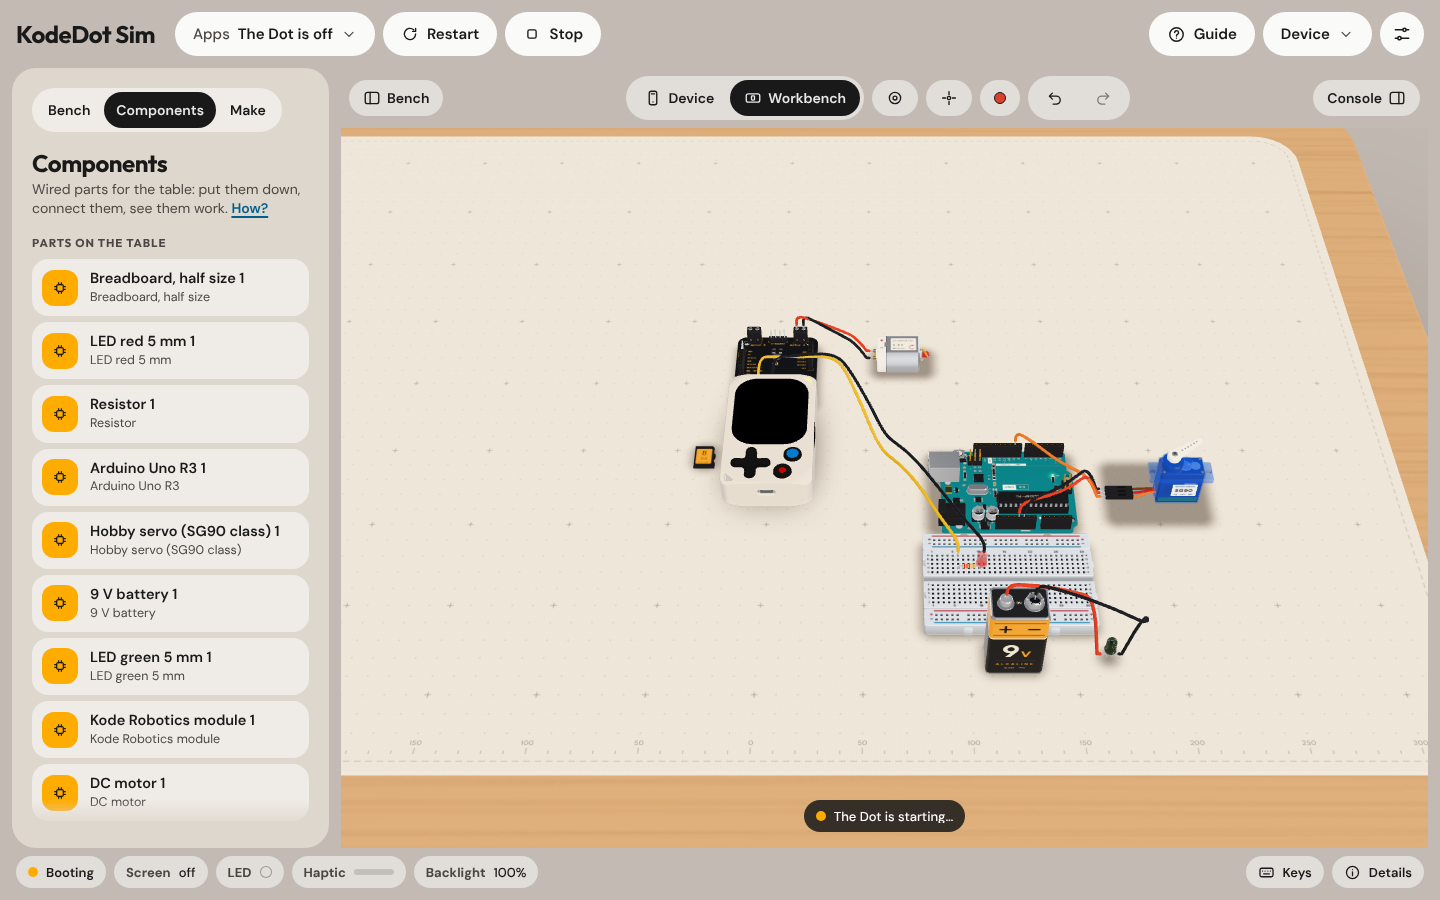 KodeDot Sim
Apps The Dot is off
Restart
Stop
Guide
Device
Bench
Components
Make
Components
Wired parts for the table: put them down,
connect them, see them work. How?
PARTS ON THE TABLE
Breadboard, half size 1
Breadboard, half size
LED red 5 mm 1
LED red 5 mm
Resistor 1
Resistor
Arduino Uno R3 1
Arduino Uno R3
Hobby servo (SG90 class) 1
Hobby servo (SG90 class)
9 V battery 1
9 V battery
LED green 5 mm 1
LED green 5 mm
Kode Robotics module 1
Kode Robotics module
DC motor 1
DC motor
Bench
Device
Workbench
Console
SG90
+ −
9 V
ALKALINE
150 100 50 0 50 100 150 200 250 300
The Dot is starting...
Booting
Screen off
LED
Haptic
Backlight 100%
Keys
Details